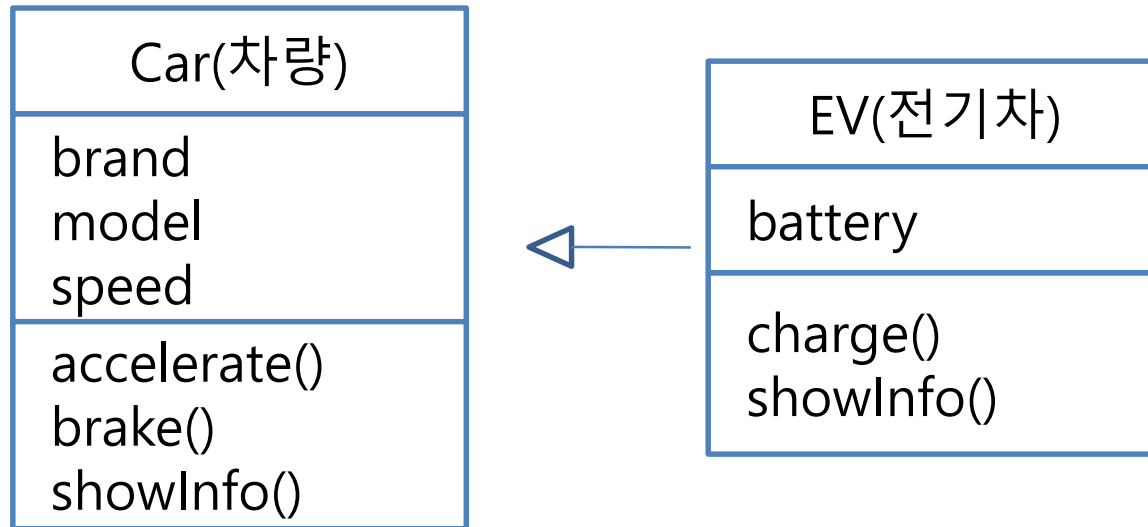 Car(차량)
brand
model
speed
accelerate()
brake()
showInfo()
EV(전기차)
battery
charge()
showInfo()